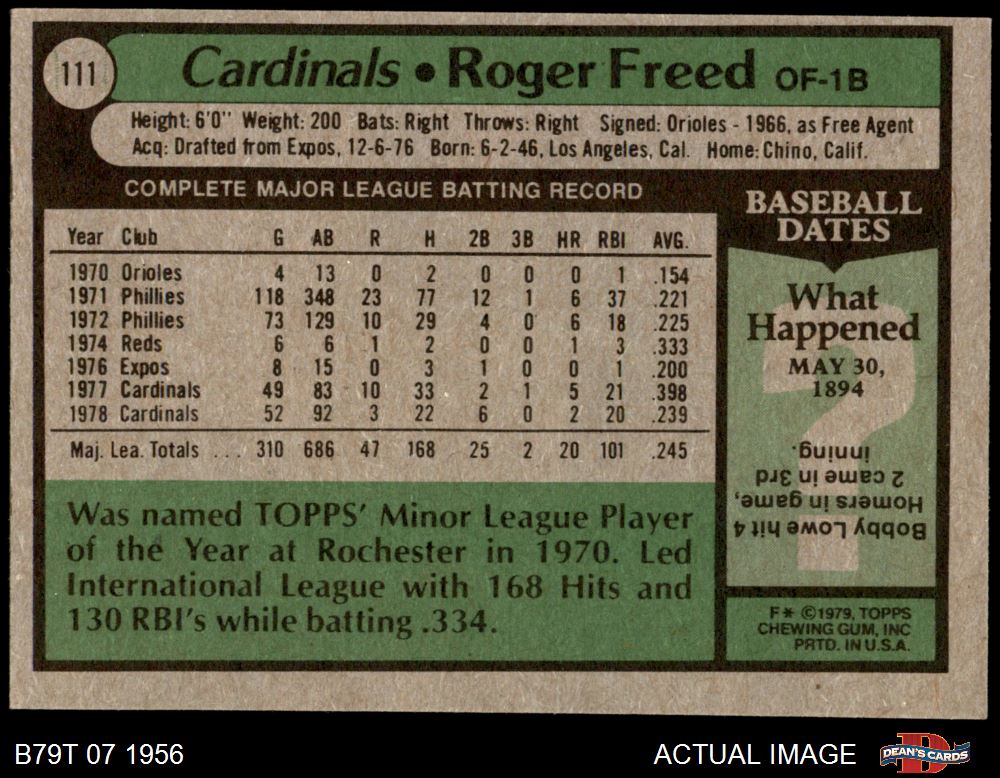 111 Cardinals • Roger Freed OF-1B
Height: 6'0" Weight: 200 Bats: Right Throws: Right Signed: Orioles - 1966, as Free Agent
Acq: Drafted from Expos, 12-6-76 Born: 6-2-46, Los Angeles, Cal. Home: Chino, Calif.
COMPLETE MAJOR LEAGUE BATTING RECORD
Year Club G AB R H 2B 3B HR RBI AVG.
1970 Orioles 4 13 0 2 0 0 0 1 .154
1971 Phillies 118 348 23 77 12 1 6 37 .221
1972 Phillies 73 129 10 29 4 0 6 18 .225
1974 Reds 6 6 1 2 0 0 1 3 .333
1976 Expos 8 15 0 3 1 0 0 1 .200
1977 Cardinals 49 83 10 33 2 1 5 21 .398
1978 Cardinals 52 92 3 22 6 0 2 20 .239
Maj. Lea. Totals ... 310 686 47 168 25 2 20 101 .245
Was named TOPPS' Minor League Player
of the Year at Rochester in 1970. Led
International League with 168 Hits and
130 RBI's while batting .334.
BASEBALL
DATES
What
Happened
MAY 30,
1894
?
Bobby Lowe hit 4
Homers in game,
2 came in 3rd
inning.
F* ©1979, TOPPS
CHEWING GUM, INC
PRTD. IN U.S.A.
B79T 07 1956
ACTUAL IMAGE
D
DEAN'S CARDS